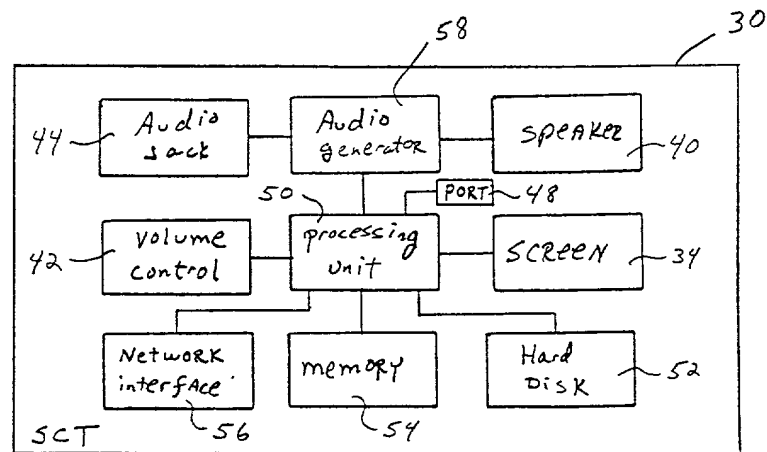 30
58
44
Audio
Jack
Audio
generator
SPEAKER
40
50
PORT
48
42
Volume
control
processing
unit
SCREEN
34
Network
interface
56
memory
54
Hard
DISK
52
SCT